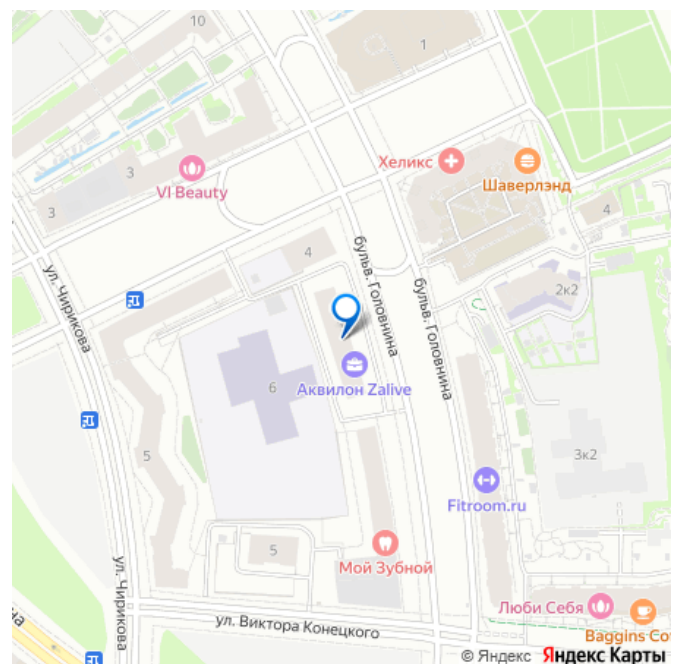 10
1
Хеликс
3
VI Beauty
Шаверлэнд
3
4
4
бульв. Головнина
ул. Чирикова
бульв. Головнина
2к2
6
Аквилон Zalive
5
3к2
Fitroom.ru
5
Мой Зубной
ул. Чирикова
Люби Себя
ул. Виктора Конецкого
на
Baggins Co
© Яндекс Яндекс Карты